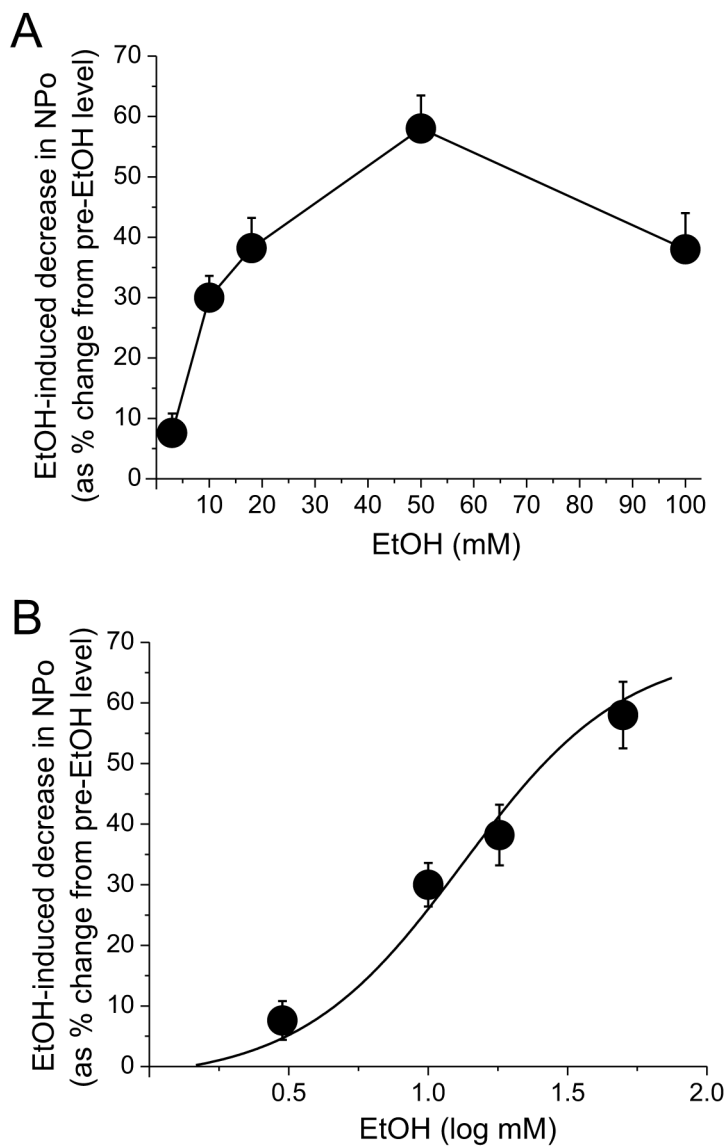 A
EtOH-induced decrease in NPo
(as % change from pre-EtOH level)
70
60
50
40
30
20
10
0
10 20 30 40 50 60 70 80 90 100
EtOH (mM)
B
EtOH-induced decrease in NPo
(as % change from pre-EtOH level)
70
60
50
40
30
20
10
0
0.5 1.0 1.5 2.0
EtOH (log mM)